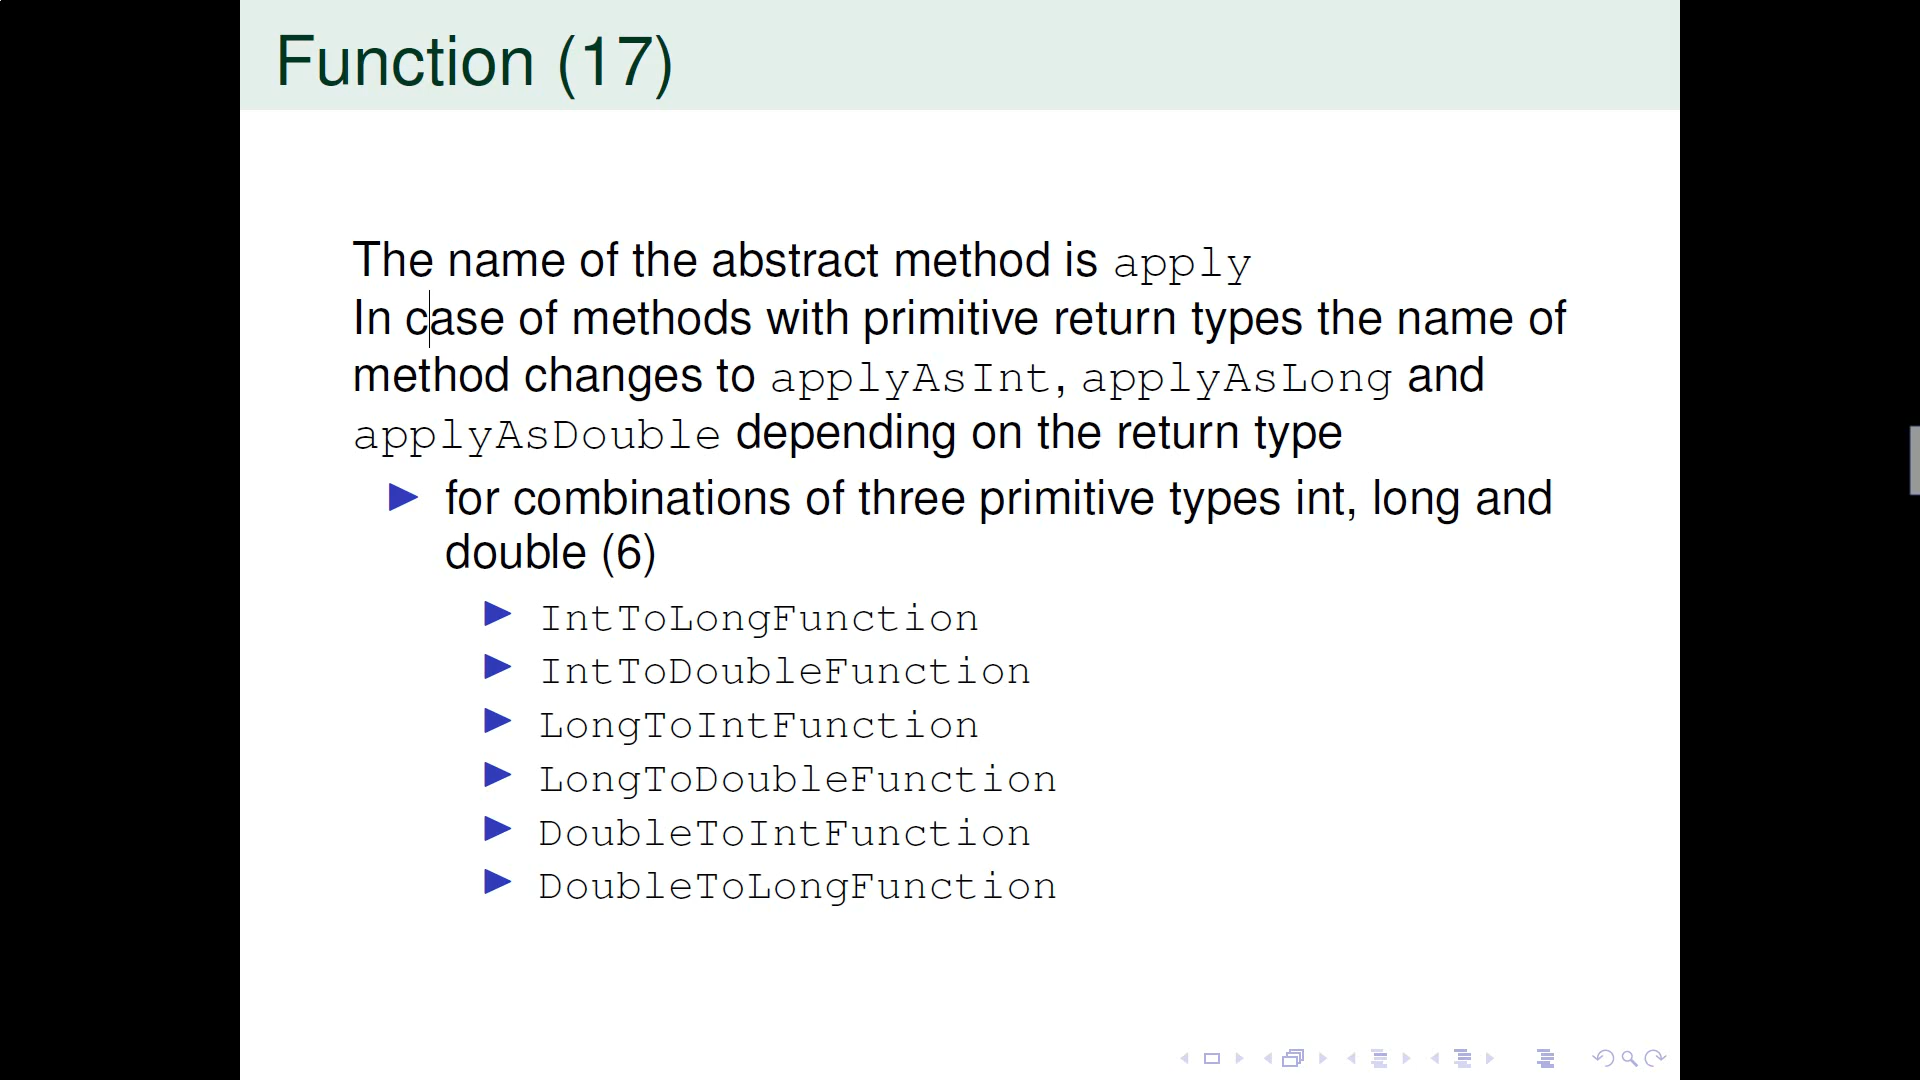 Function (17)
The name of the abstract method is apply
In case of methods with primitive return types the name of
method changes to applyAsInt, applyAsLong and
applyAsDouble depending on the return type
for combinations of three primitive types int, long and
double (6)
IntToLongFunction
IntToDoubleFunction
LongToIntFunction
LongToDoubleFunction
DoubleToIntFunction
DoubleToLongFunction